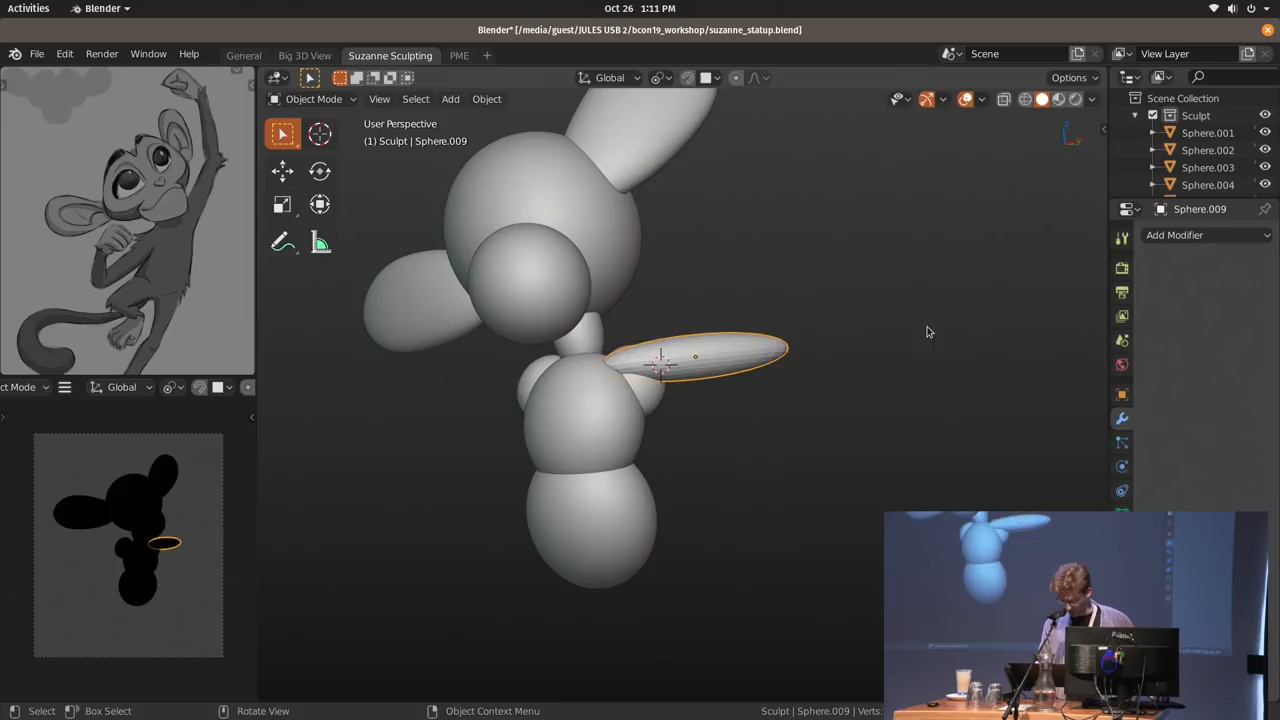 Activities
Blender
Oct 26 1:11 PM
Blender* [/media/guest/JULES USB 2/bcon19_workshop/suzanne_statup.blend]
File Edit Render Window Help
General
Big 3D View
Suzanne Sculpting
PME
+
Scene
View Layer
Global
Options
Object Mode
View Select Add Object
User Perspective
(1) Sculpt | Sphere.009
Z
Y
Scene Collection
Sculpt
Sphere.001
Sphere.002
Sphere.003
Sphere.004
Sphere.009
Add Modifier
ct Mode
Global
Select
Box Select
Rotate View
Object Context Menu
Sculpt | Sphere.009 | Verts: